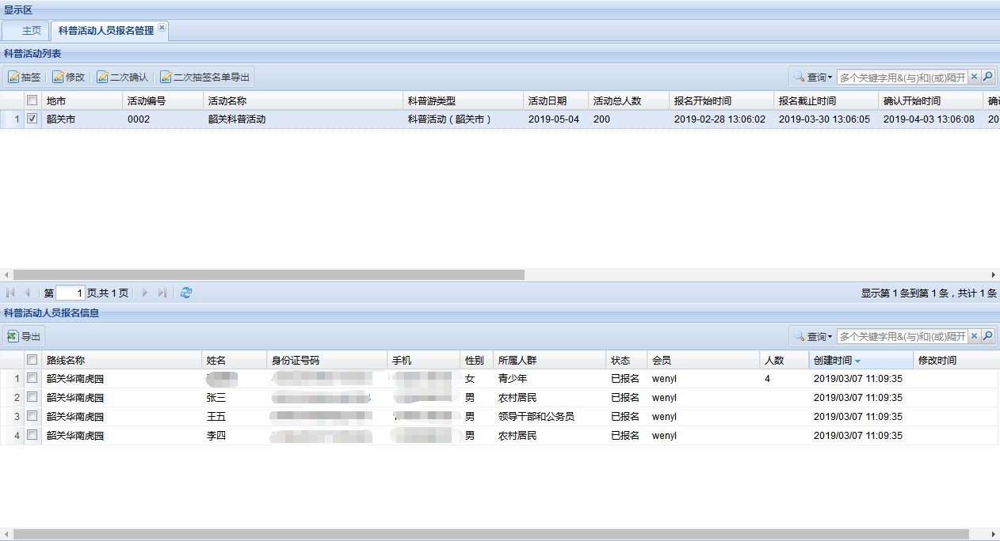 显示区
主页 科普活动人员报名管理
科普活动列表
抽签 修改 二次确认 二次抽签名单导出 查询 多个关键字用&(与)和|(或)隔开
地市 活动编号 活动名称 科普游类型 活动日期 活动总人数 报名开始时间 报名截止时间 确认开始时间
1 韶关市 0002 韶关科普活动 科普活动（韶关市） 2019-05-04 200 2019-02-28 13:06:02 2019-03-30 13:06:05 2019-04-03 13:06:08 20
第 1 页,共 1 页 显示第 1 条到第 1 条，共计 1 条
科普活动人员报名信息
导出 查询 多个关键字用&(与)和|(或)隔开
路线名称 姓名 身份证号码 手机 性别 所属人群 状态 会员 人数 创建时间 修改时间
1 韶关华南虎园 女 青少年 已报名 wenyl 4 2019/03/07 11:09:35
2 韶关华南虎园 张三 男 农村居民 已报名 wenyl 2019/03/07 11:09:35
3 韶关华南虎园 王五 男 领导干部和公务员 已报名 wenyl 2019/03/07 11:09:35
4 韶关华南虎园 李四 男 农村居民 已报名 wenyl 2019/03/07 11:09:35